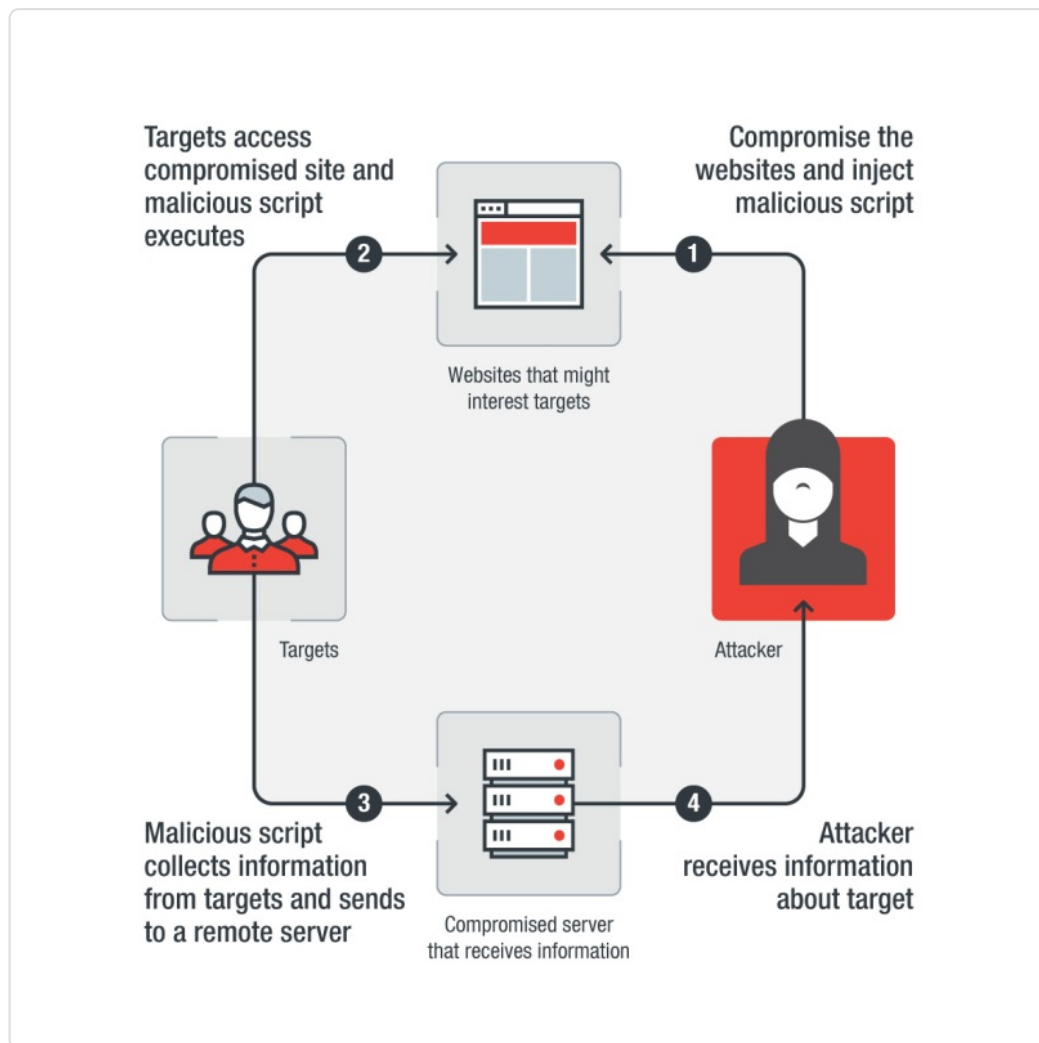 Targets access
compromised site and
malicious script
executes
Compromise the
websites and inject
malicious script
2
1
Websites that might
interest targets
Targets
Attacker
3
4
Malicious script
collects information
from targets and sends
to a remote server
Attacker
receives information
about target
Compromised server
that receives information